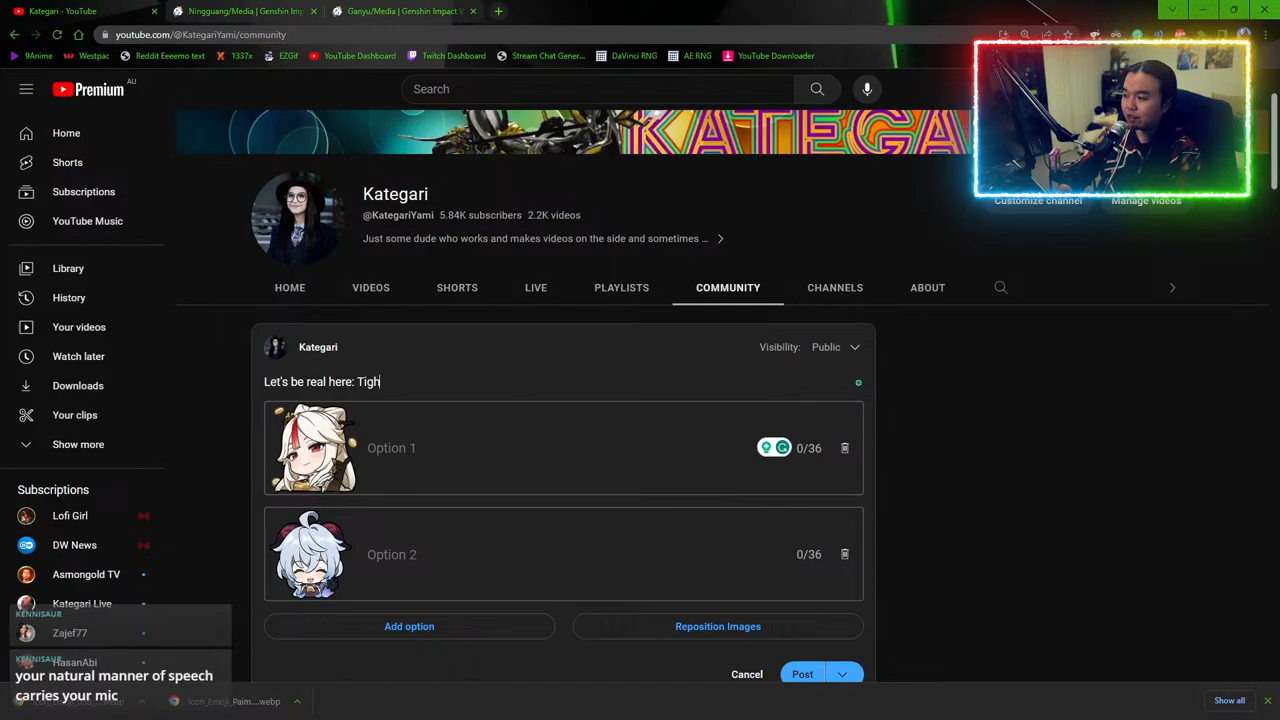 Kategari - YouTube
Ningguang/Media | Genshin Imp
Ganyu/Media | Genshin Impact
youtube.com/@KategariYami/community
9Anime
Westpac
Reddit Eeeemo text
1337x
EZGif
YouTube Dashboard
Twitch Dashboard
Stream Chat Gener...
DaVinci RNG
AE RNG
YouTube Downloader
Premium
AU
Search
KATEGA
Home
Shorts
Subscriptions
YouTube Music
Library
History
Your videos
Watch later
Downloads
Your clips
Show more
Subscriptions
Lofi Girl
DW News
Asmongold TV
Kategari Live
Zajef77
HasanAbi
Kategari
@KategariYami 5.84K subscribers 2.2K videos
Just some dude who works and makes videos on the side and sometimes ...
Customize channel
Manage videos
HOME
VIDEOS
SHORTS
LIVE
PLAYLISTS
COMMUNITY
CHANNELS
ABOUT
Kategari
Visibility: Public
Let's be real here: Tigh
Option 1
0/36
Option 2
0/36
Add option
Reposition Images
Cancel
Post
KENNISAUR
KENNISAUR
your natural manner of speech
carries your mic
Icon_Emoji_Paim....webp
Show all